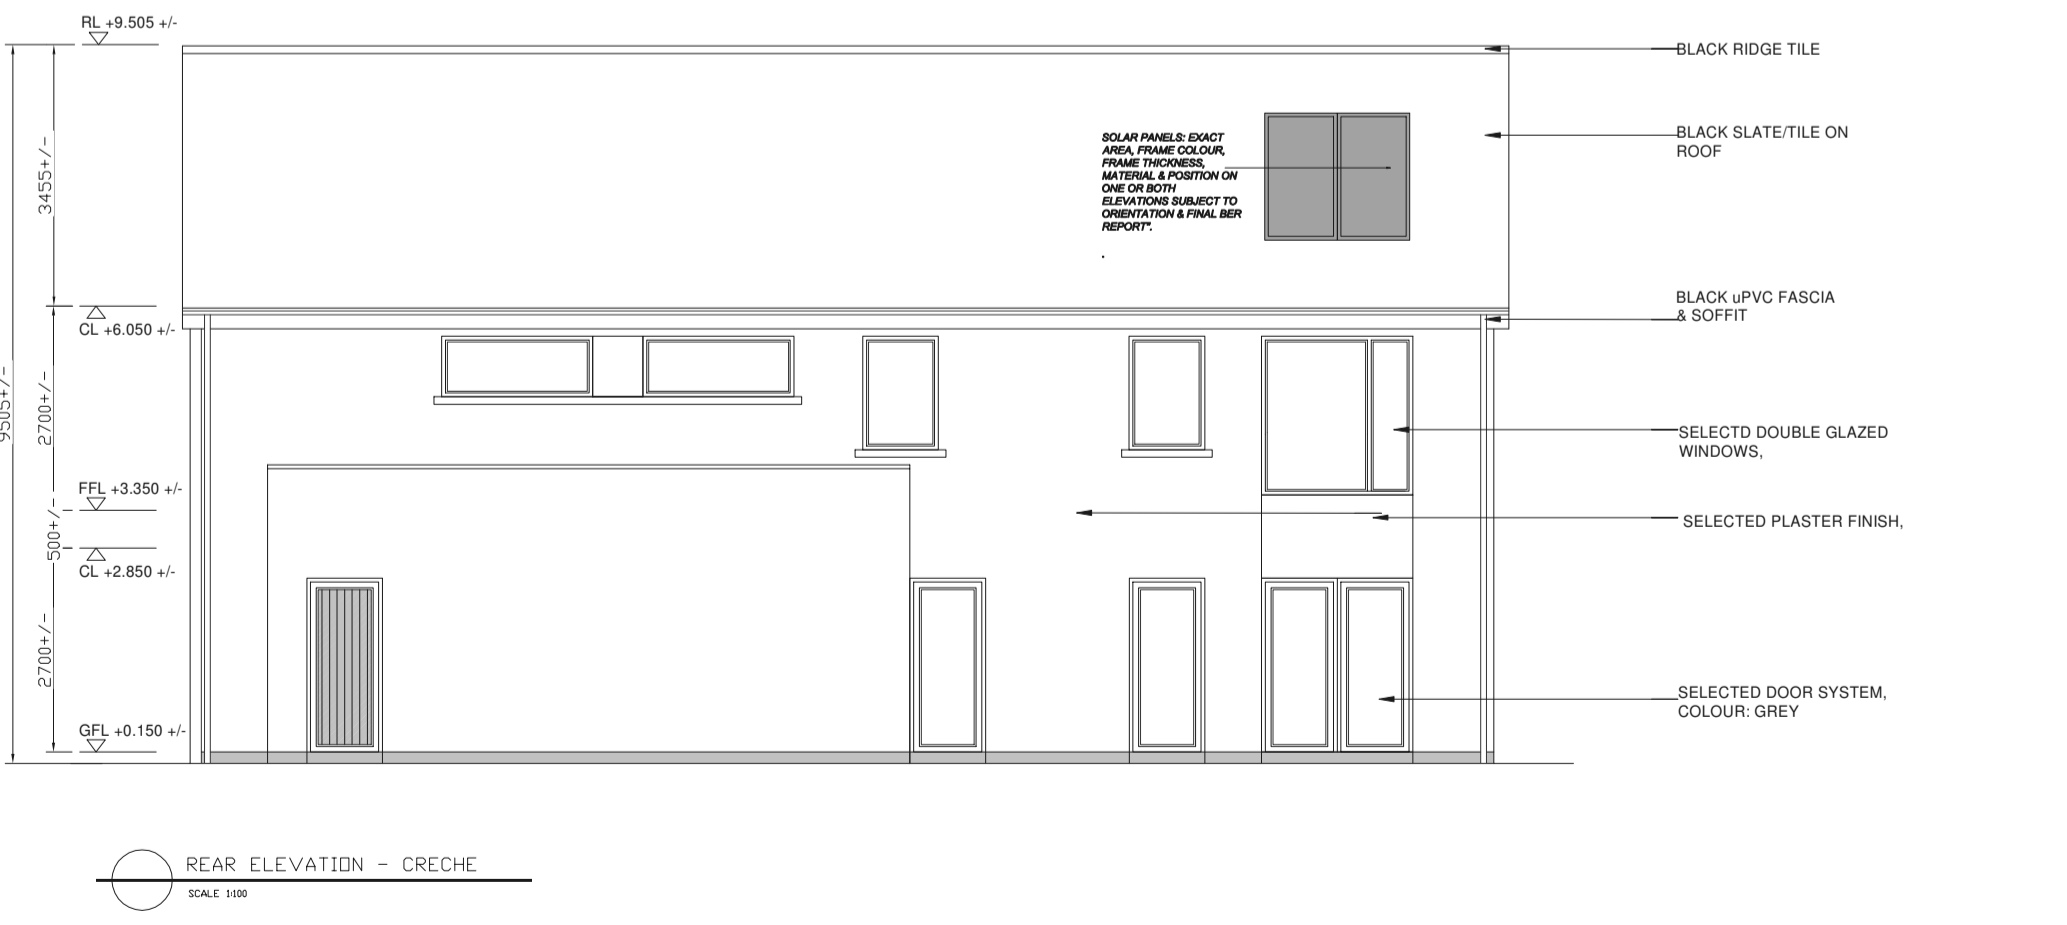 RL +9.505 +/-
BLACK RIDGE TILE
BLACK SLATE/TILE ON
ROOF
SOLAR PANELS: EXACT
AREA, FRAME COLOUR,
FRAME THICKNESS,
MATERIAL & POSITION ON
ONE OR BOTH
ELEVATIONS SUBJECT TO
ORIENTATION & FINAL BER
REPORT".
.
3455+/-
BLACK uPVC FASCIA
& SOFFIT
CL +6.050 +/-
9505+/-
2700+/-
SELECTD DOUBLE GLAZED
WINDOWS,
FFL +3.350 +/-
500+/-
SELECTED PLASTER FINISH,
CL +2.850 +/-
2700+/-
SELECTED DOOR SYSTEM,
COLOUR: GREY
GFL +0.150 +/-
REAR ELEVATION - CRECHE
SCALE 1:100